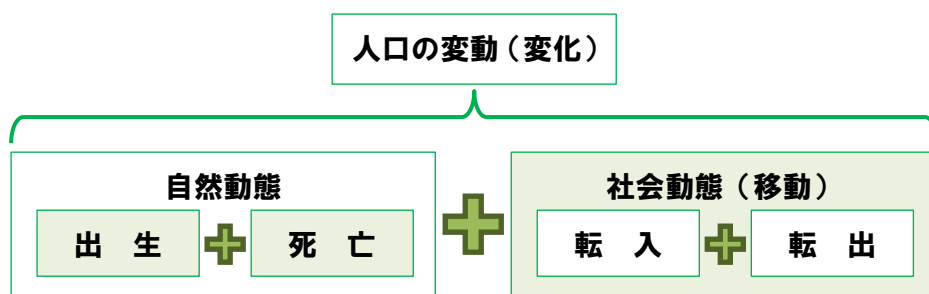 人口の変動（変化）
自然動態
社会動態（移動）
出 生
死 亡
転 入
転 出